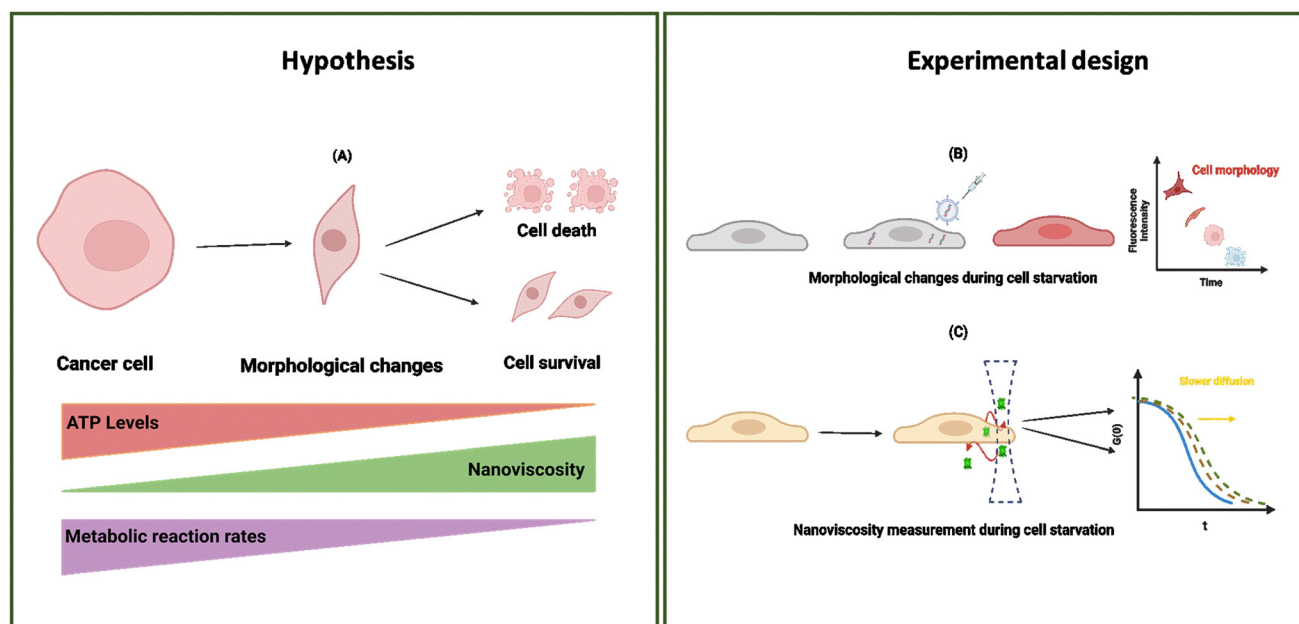 Hypothesis
(A)
Cell death
Cancer cell
Morphological changes
Cell survival
ATP Levels
Nanoviscosity
Metabolic reaction rates
Experimental design
(B)
Cell morphology
Fluorescence
Intensity
Time
Morphological changes during cell starvation
(C)
Slower diffusion
G(0)
t
Nanoviscosity measurement during cell starvation